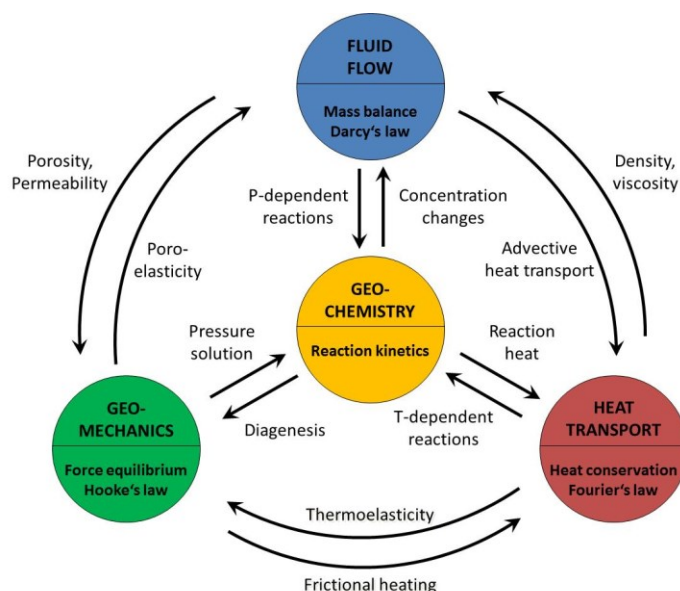 FLUID
FLOW
Mass balance
Darcy‘s law
Porosity,
Permeability
Density,
viscosity
P-dependent
reactions
Concentration
changes
Poro-
elasticity
Advective
heat transport
GEO-
CHEMISTRY
Reaction kinetics
Pressure
solution
Reaction
heat
GEO-
MECHANICS
Force equilibrium
Hooke‘s law
Diagenesis
T-dependent
reactions
HEAT
TRANSPORT
Heat conservation
Fourier‘s law
Thermoelasticity
Frictional heating